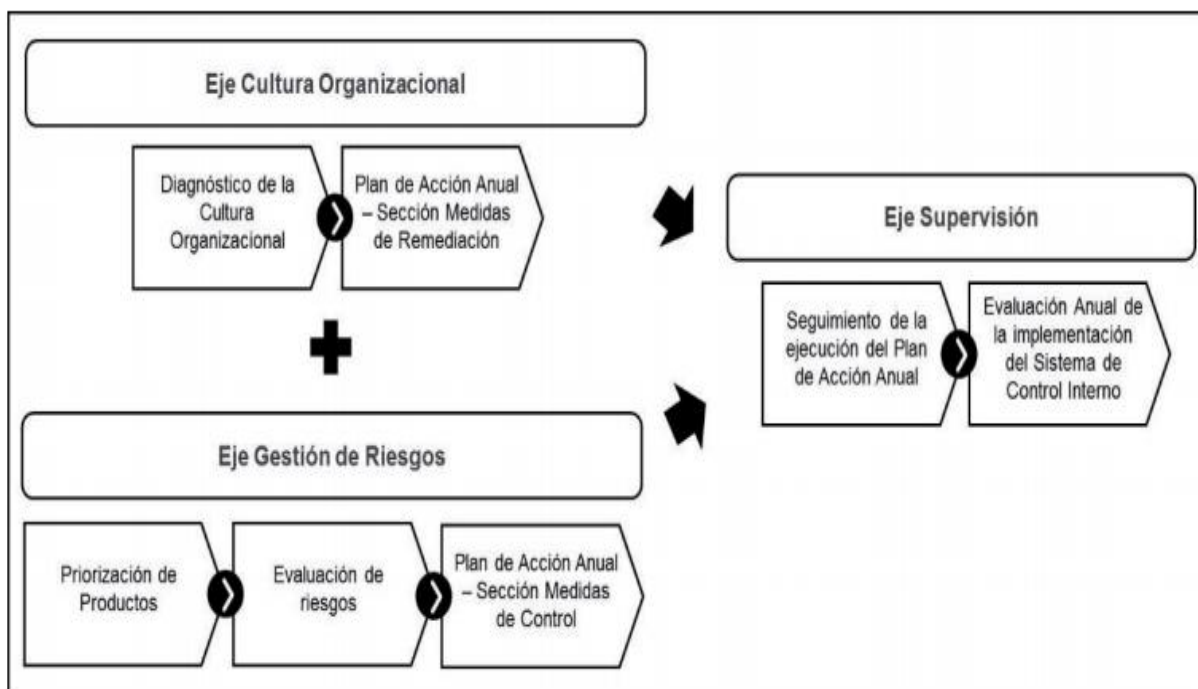 Eje Cultura Organizacional
Diagnóstico de la
Cultura
Organizacional
Plan de Acción Anual
– Sección Medidas
de Remediación
Eje Gestión de Riesgos
Priorización de
Productos
Evaluación de
riesgos
Plan de Acción Anual
– Sección Medidas
de Control
Eje Supervisión
Seguimiento de la
ejecución del Plan
de Acción Anual
Evaluación Anual de
la implementación
del Sistema de
Control Interno